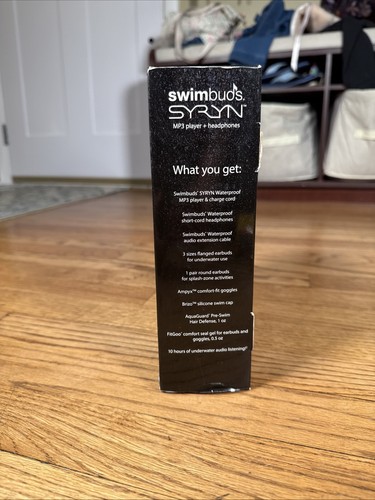 swimbuds®
SYRYN™
MP3 player + headphones
What you get:
Swimbuds® SYRYN Waterproof
MP3 player & charge cord
Swimbuds® Waterproof
short-cord headphones
Swimbuds® Waterproof
audio extension cable
3 sizes flanged earbuds
for underwater use
1 pair round earbuds
for splash-zone activities
Ampyx™ comfort-fit goggles
Brizo™ silicone swim cap
AquaGuard® Pre-Swim
Hair Defense, 1 oz
FitGoo™ comfort seal gel for earbuds and
goggles, 0.5 oz
10 hours of underwater audio listening!*